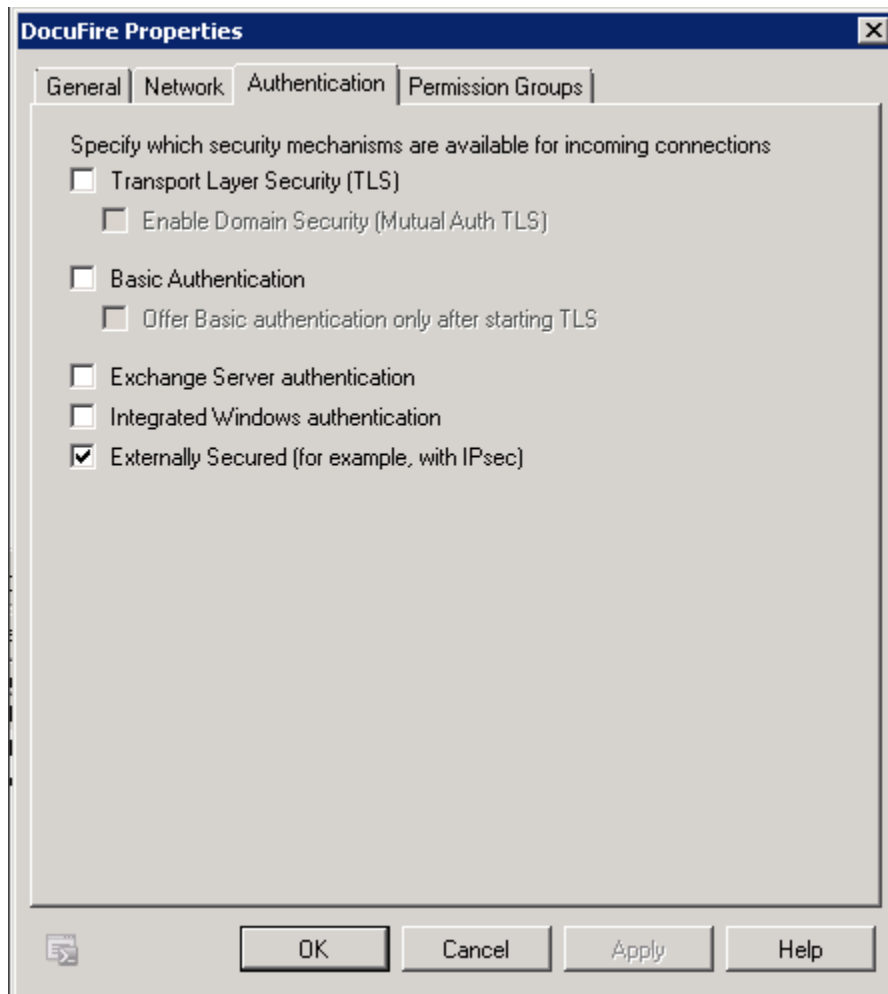 DocuFire Properties
General Network Authentication Permission Groups
Specify which security mechanisms are available for incoming connections
Transport Layer Security (TLS)
Enable Domain Security (Mutual Auth TLS)
Basic Authentication
Offer Basic authentication only after starting TLS
Exchange Server authentication
Integrated Windows authentication
Externally Secured (for example, with IPsec)
OK Cancel Apply Help